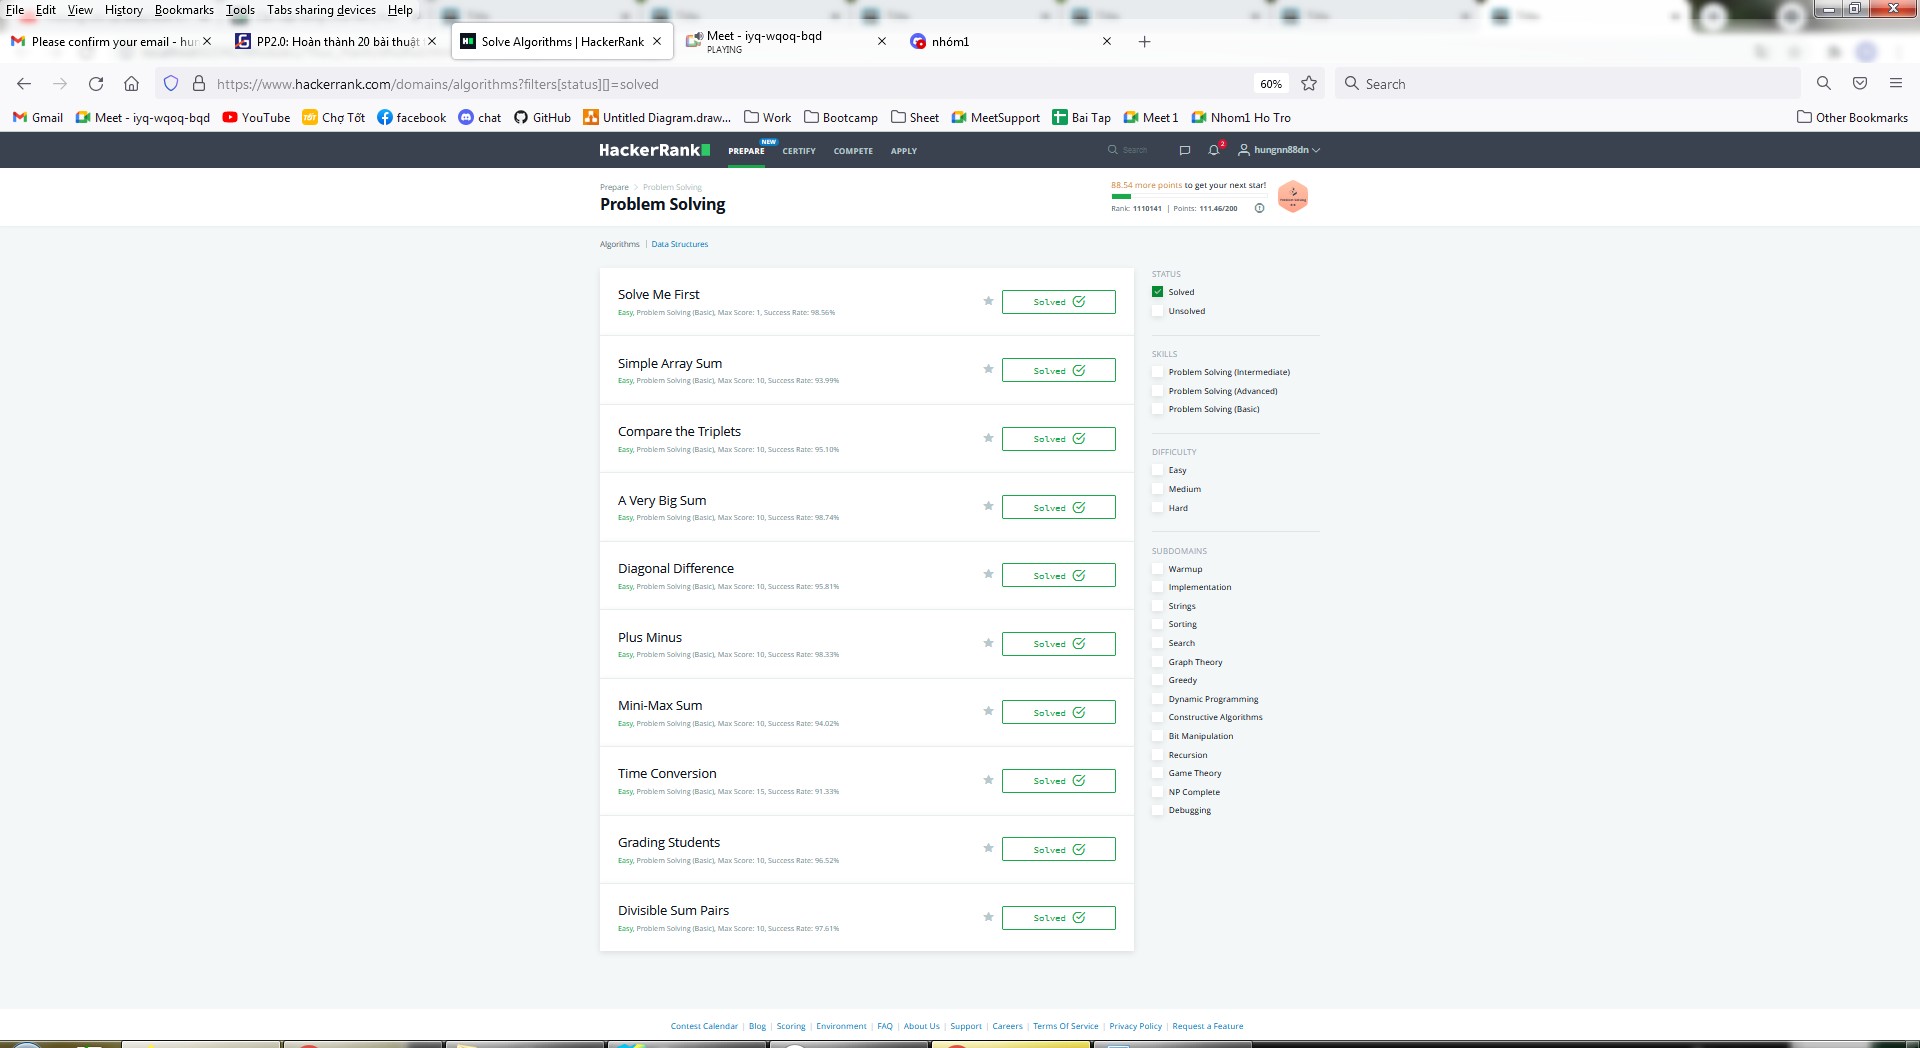 File Edit View History Bookmarks Tools Tabs sharing devices Help
Please confirm your email - hur
PP2.0: Hoàn thành 20 bài thuật
Solve Algorithms | HackerRank
Meet - iyq-wqoq-bqd
PLAYING
nhóm1
https://www.hackerrank.com/domains/algorithms?filters[status][]=solved
60%
Search
Gmail Meet - iyq-wqoq-bqd YouTube Chợ Tốt facebook chat GitHub Untitled Diagram.draw... Work Bootcamp Sheet MeetSupport Bai Tap Meet 1 Nhom1 Ho Tro Other Bookmarks
HackerRank PREPARE NEW CERTIFY COMPETE APPLY Search 2 hungnn88dn
Prepare > Problem Solving
Problem Solving
88.54 more points to get your next star!
Rank: 1110141 | Points: 111.46/200
Algorithms | Data Structures
Solve Me First
Easy, Problem Solving (Basic), Max Score: 1, Success Rate: 98.56%
Solved
Simple Array Sum
Easy, Problem Solving (Basic), Max Score: 10, Success Rate: 93.99%
Solved
Compare the Triplets
Easy, Problem Solving (Basic), Max Score: 10, Success Rate: 95.10%
Solved
A Very Big Sum
Easy, Problem Solving (Basic), Max Score: 10, Success Rate: 98.74%
Solved
Diagonal Difference
Easy, Problem Solving (Basic), Max Score: 10, Success Rate: 95.81%
Solved
Plus Minus
Easy, Problem Solving (Basic), Max Score: 10, Success Rate: 98.33%
Solved
Mini-Max Sum
Easy, Problem Solving (Basic), Max Score: 10, Success Rate: 94.02%
Solved
Time Conversion
Easy, Problem Solving (Basic), Max Score: 15, Success Rate: 91.33%
Solved
Grading Students
Easy, Problem Solving (Basic), Max Score: 10, Success Rate: 96.52%
Solved
Divisible Sum Pairs
Easy, Problem Solving (Basic), Max Score: 10, Success Rate: 97.61%
Solved
STATUS
Solved
Unsolved
SKILLS
Problem Solving (Intermediate)
Problem Solving (Advanced)
Problem Solving (Basic)
DIFFICULTY
Easy
Medium
Hard
SUBDOMAINS
Warmup
Implementation
Strings
Sorting
Search
Graph Theory
Greedy
Dynamic Programming
Constructive Algorithms
Bit Manipulation
Recursion
Game Theory
NP Complete
Debugging
Contest Calendar | Blog | Scoring | Environment | FAQ | About Us | Support | Careers | Terms Of Service | Privacy Policy | Request a Feature